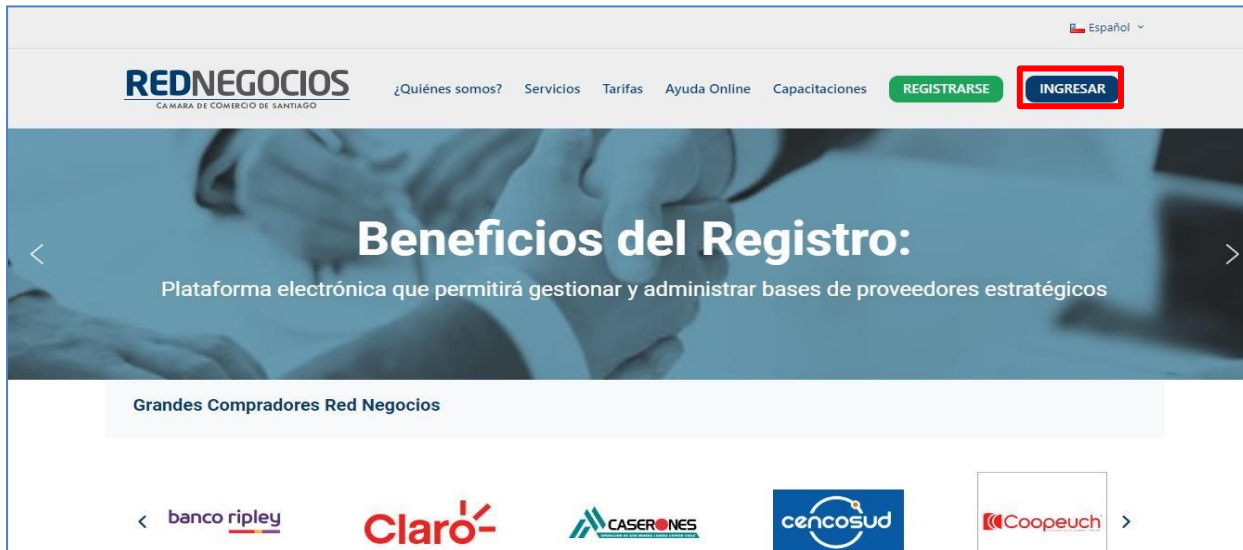 Español
REDNEGOCIOS
CAMARA DE COMERCIO DE SANTIAGO
¿Quiénes somos? Servicios Tarifas Ayuda Online Capacitaciones REGISTRARSE INGRESAR
Beneficios del Registro:
Plataforma electrónica que permitirá gestionar y administrar bases de proveedores estratégicos
Grandes Compradores Red Negocios
banco ripley
Claro
CASERONES
cencosud
Coopeuch